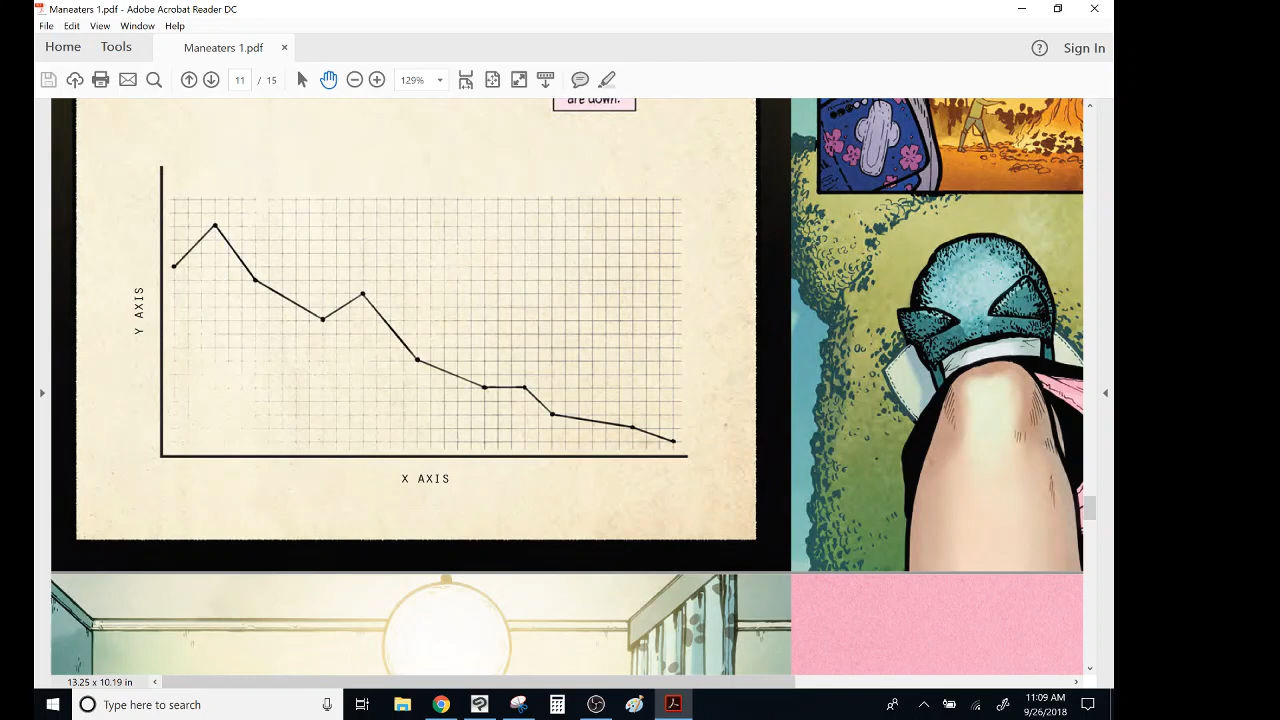 Maneaters 1.pdf - Adobe Acrobat Reader DC
File Edit View Window Help
Home Tools Maneaters 1.pdf × Sign In
11 / 15 129%
are down.
Y AXIS
X AXIS
13.25 x 10.19 in
Type here to search
11:09 AM
9/26/2018